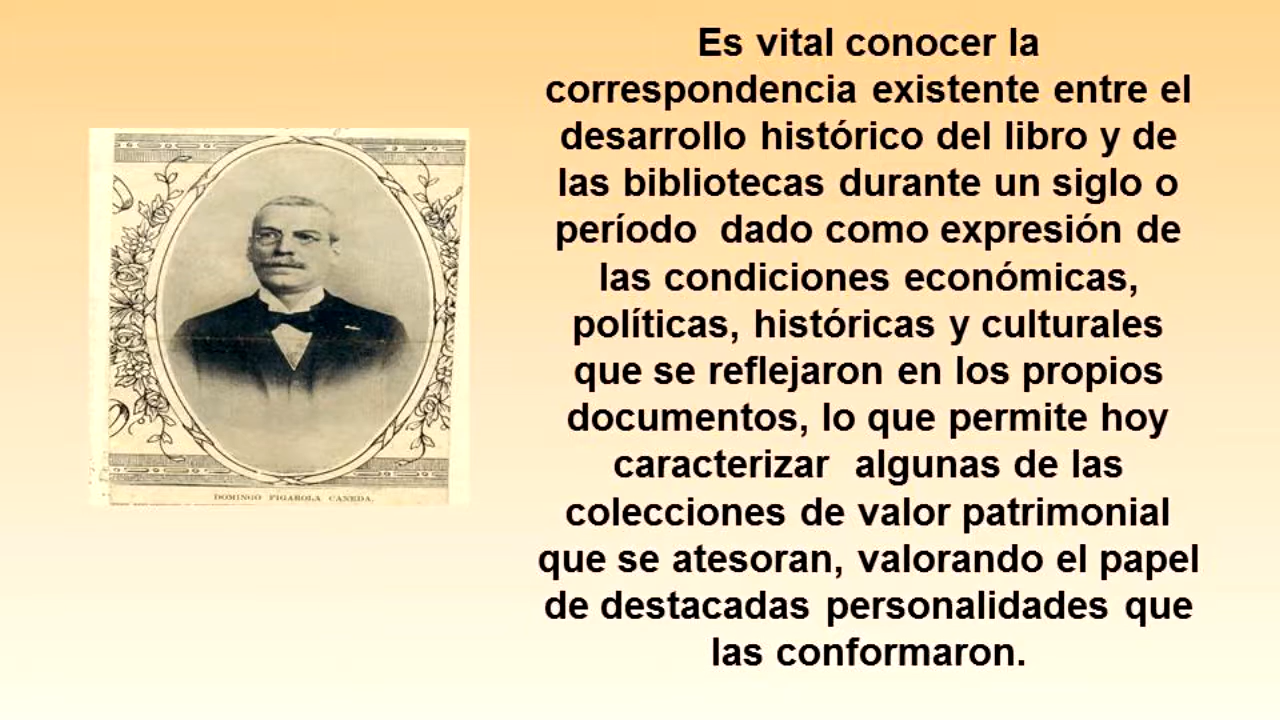 Es vital conocer la
correspondencia existente entre el
desarrollo histórico del libro y de
las bibliotecas durante un siglo o
período dado como expresión de
las condiciones económicas,
políticas, históricas y culturales
que se reflejaron en los propios
documentos, lo que permite hoy
caracterizar algunas de las
colecciones de valor patrimonial
que se atesoran, valorando el papel
de destacadas personalidades que
las conformaron.
DOMINGO FIGAROLA CANEDA.